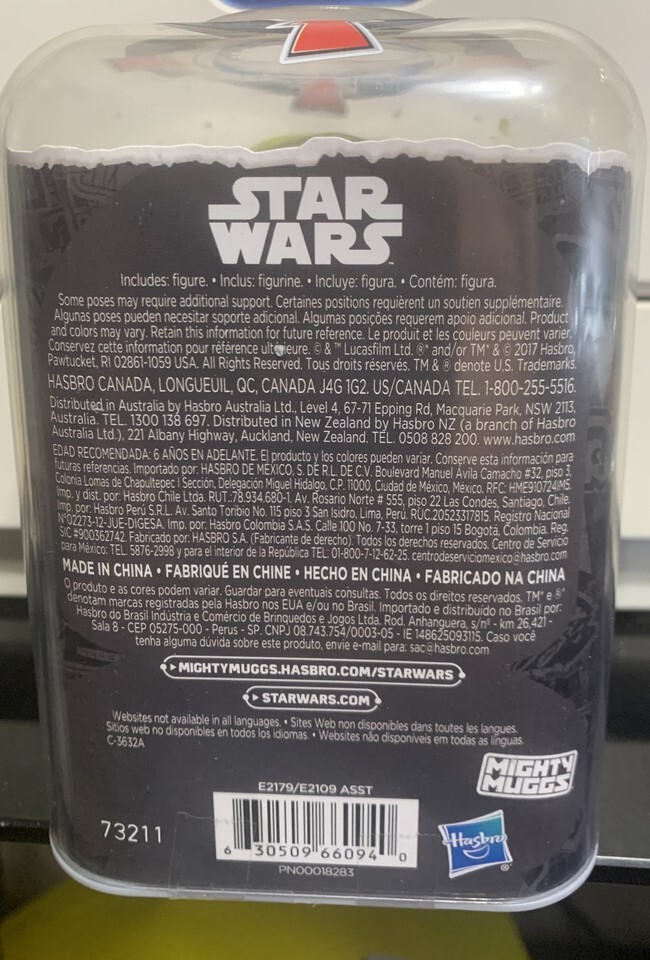 STAR
WARS
Includes: figure. • Inclus: figurine. • Incluye: figura. • Contém: figura.
Some poses may require additional support. Certaines positions requièrent un soutien supplémentaire.
Algunas poses pueden necesitar soporte adicional. Algumas posições requerem apoio adicional. Product
and colors may vary. Retain this information for future reference. Le produit et les couleurs peuvent varier.
Conservez cette information pour référence ultérieure. © & ™ Lucasfilm Ltd. ®* and/or TM* & © 2017 Hasbro,
Pawtucket, RI 02861-1059 USA. All Rights Reserved. Tous droits réservés. TM & ® denote U.S. Trademarks.
HASBRO CANADA, LONGUEUIL, QC, CANADA J4G 1G2. US/CANADA TEL. 1-800-255-5516.
Distributed in Australia by Hasbro Australia Ltd., Level 4, 67-71 Epping Rd, Macquarie Park, NSW 2113,
Australia. TEL. 1300 138 697. Distributed in New Zealand by Hasbro NZ (a branch of Hasbro
Australia Ltd.), 221 Albany Highway, Auckland, New Zealand. TEL. 0508 828 200. www.hasbro.com
EDAD RECOMENDADA: 6 AÑOS EN ADELANTE. El producto y los colores pueden variar. Conserve esta información para
futuras referencias. Importado por: HASBRO DE MEXICO, S. DE R.L. DE C.V. Boulevard Manuel Ávila Camacho #32, piso 3,
Colonia Lomas de Chapultepec I Sección, Delegación Miguel Hidalgo, C.P. 11000, Ciudad de México, México. RFC: HME910724IM5.
Imp. y dist. por: Hasbro Chile Ltda. RUT.:78.934.680-1. Av. Rosario Norte # 555, piso 22 Las Condes, Santiago, Chile.
Imp. por: Hasbro Perú S.R.L. Av. Santo Toribio No. 115 piso 3 San Isidro, Lima, Perú. RUC.20523317815. Registro Nacional
N°02273-12-JUE-DIGESA. Imp. por: Hasbro Colombia S.A.S. Calle 100 No. 7-33, torre 1 piso 15 Bogotá, Colombia. Reg.
SIC #900362742. Fabricado por: HASBRO S.A. (Fabricante de derecho). Todos los derechos reservados. Centro de Servicio
para México: TEL. 5876-2998 y para el interior de la República TEL. 01-800-7-12-62-25. centrodeserviciomexico@hasbro.com
MADE IN CHINA • FABRIQUÉ EN CHINE • HECHO EN CHINA • FABRICADO NA CHINA
O produto e as cores podem variar. Guardar para eventuais consultas. Todos os direitos reservados. TM* e ®*
denotam marcas registradas pela Hasbro nos EUA e/ou no Brasil. Importado e distribuído no Brasil por:
Hasbro do Brasil Indústria e Comércio de Brinquedos e Jogos Ltda. Rod. Anhanguera, s/nº - km 26,421 -
Sala 8 - CEP 05275-000 - Perus - SP. CNPJ 08.743.754/0003-05 - IE 148625093115. Caso você
tenha alguma dúvida sobre este produto, envie e-mail para: sac@hasbro.com
MIGHTYMUGGS.HASBRO.COM/STARWARS
STARWARS.COM
Websites not available in all languages. • Sites Web non disponibles dans toutes les langues.
Sitios web no disponibles en todos los idiomas. • Websites não disponíveis em todas as línguas.
C-3632A
MIGHTY
MUGGS
E2179/E2109 ASST
73211
6 30509 66094 0
Hasbro
PN00018283